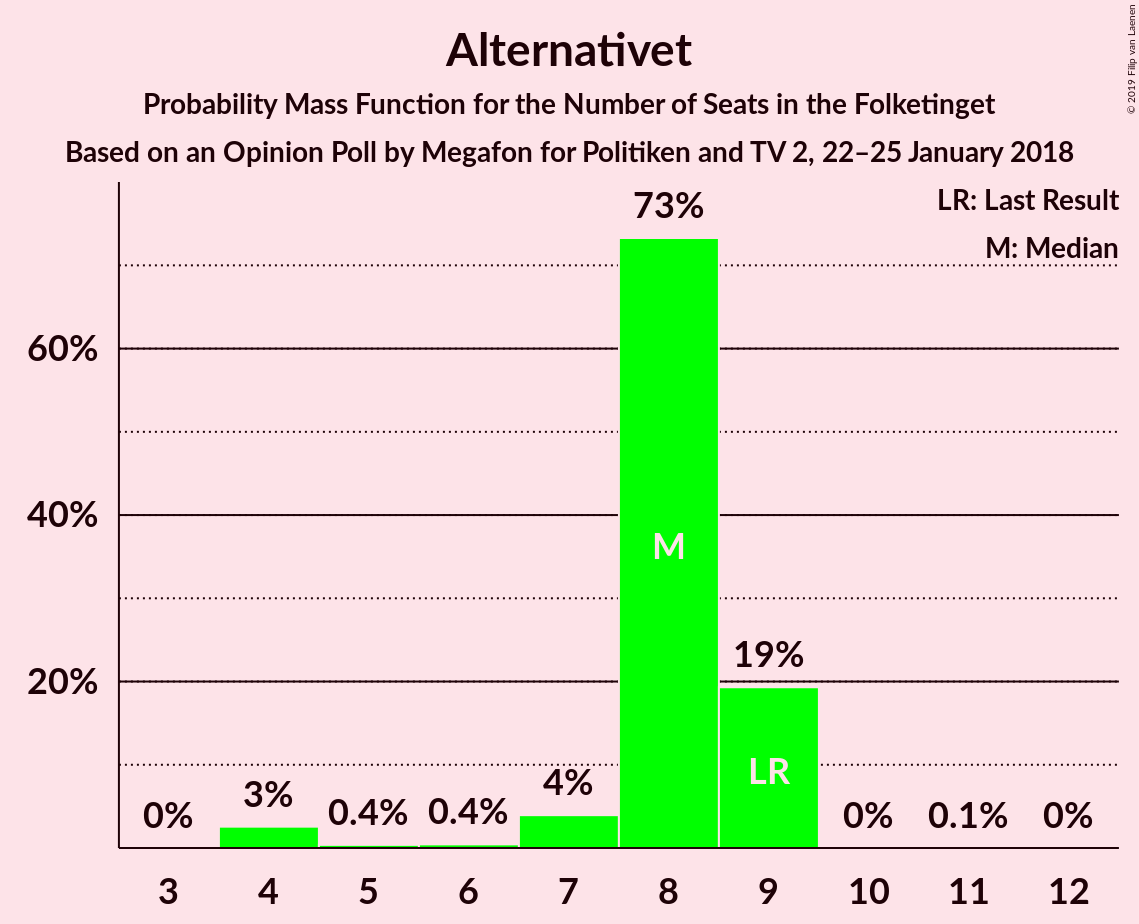 Alternativet
Probability Mass Function for the Number of Seats in the Folketinget
Based on an Opinion Poll by Megafon for Politiken and TV 2, 22–25 January 2018
© 2019 Filip van Laenen
LR: Last Result
M: Median
60%
40%
20%
0%
3%
0.4%
0.4%
4%
73%
19%
0%
0.1%
0%
M
LR
3 4 5 6 7 8 9 10 11 12